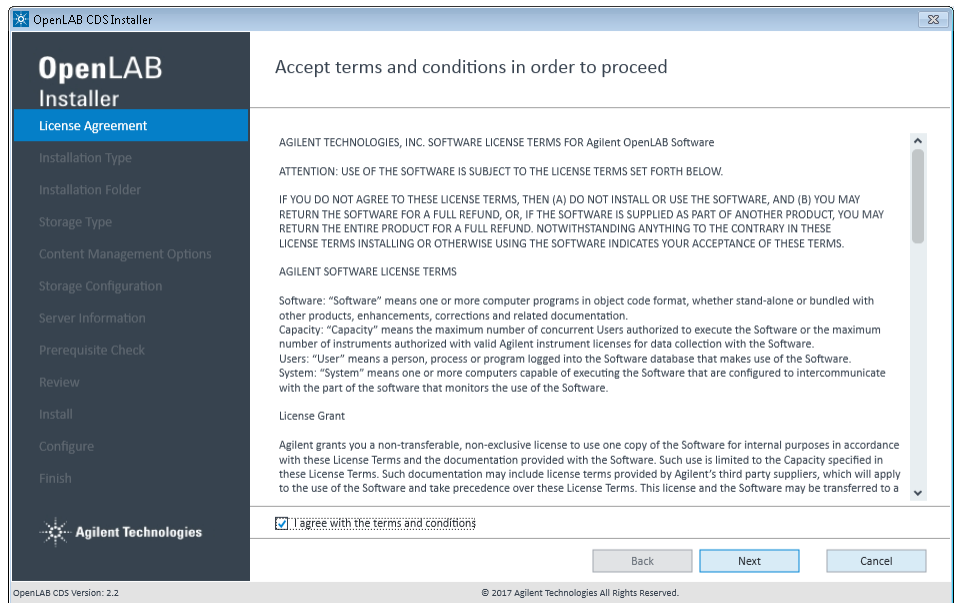 OpenLAB CDS Installer
OpenLAB
Installer
License Agreement
Installation Type
Installation Folder
Storage Type
Content Management Options
Storage Configuration
Server Information
Prerequisite Check
Review
Install
Configure
Finish
Agilent Technologies
Accept terms and conditions in order to proceed
AGILENT TECHNOLOGIES, INC. SOFTWARE LICENSE TERMS FOR Agilent OpenLAB Software
ATTENTION: USE OF THE SOFTWARE IS SUBJECT TO THE LICENSE TERMS SET FORTH BELOW.
IF YOU DO NOT AGREE TO THESE LICENSE TERMS, THEN (A) DO NOT INSTALL OR USE THE SOFTWARE, AND (B) YOU MAY
RETURN THE SOFTWARE FOR A FULL REFUND, OR, IF THE SOFTWARE IS SUPPLIED AS PART OF ANOTHER PRODUCT, YOU MAY
RETURN THE ENTIRE PRODUCT FOR A FULL REFUND. NOTWITHSTANDING ANYTHING TO THE CONTRARY IN THESE
LICENSE TERMS INSTALLING OR OTHERWISE USING THE SOFTWARE INDICATES YOUR ACCEPTANCE OF THESE TERMS.
AGILENT SOFTWARE LICENSE TERMS
Software: “Software” means one or more computer programs in object code format, whether stand-alone or bundled with
other products, enhancements, corrections and related documentation.
Capacity: “Capacity” means the maximum number of concurrent Users authorized to execute the Software or the maximum
number of instruments authorized with valid Agilent instrument licenses for data collection with the Software.
Users: “User” means a person, process or program logged into the Software database that makes use of the Software.
System: “System” means one or more computers capable of executing the Software that are configured to intercommunicate
with the part of the software that monitors the use of the Software.
License Grant
Agilent grants you a non-transferable, non-exclusive license to use one copy of the Software for internal purposes in accordance
with these License Terms and the documentation provided with the Software. Such use is limited to the Capacity specified in
these License Terms. Such documentation may include license terms provided by Agilent’s third party suppliers, which will apply
to the use of the Software and take precedence over these License Terms. This license and the Software may be transferred to a
I agree with the terms and conditions
Back
Next
Cancel
OpenLAB CDS Version: 2.2
© 2017 Agilent Technologies All Rights Reserved.